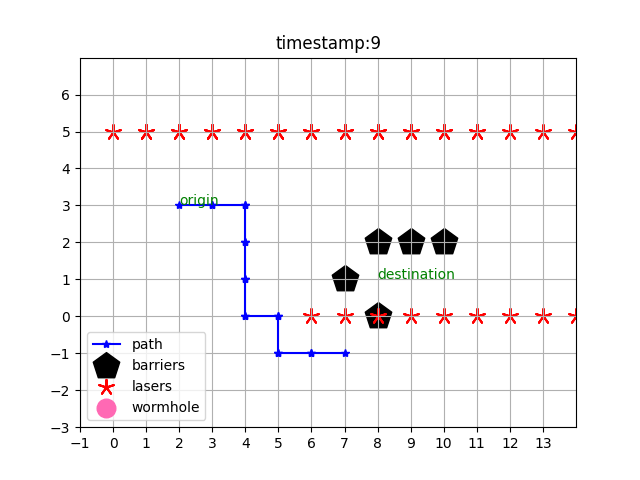 timestamp:9
6
5
4
3
2
1
0
−1
−2
−3
origin
destination
path
barriers
lasers
wormhole
−1 0 1 2 3 4 5 6 7 8 9 10 11 12 13